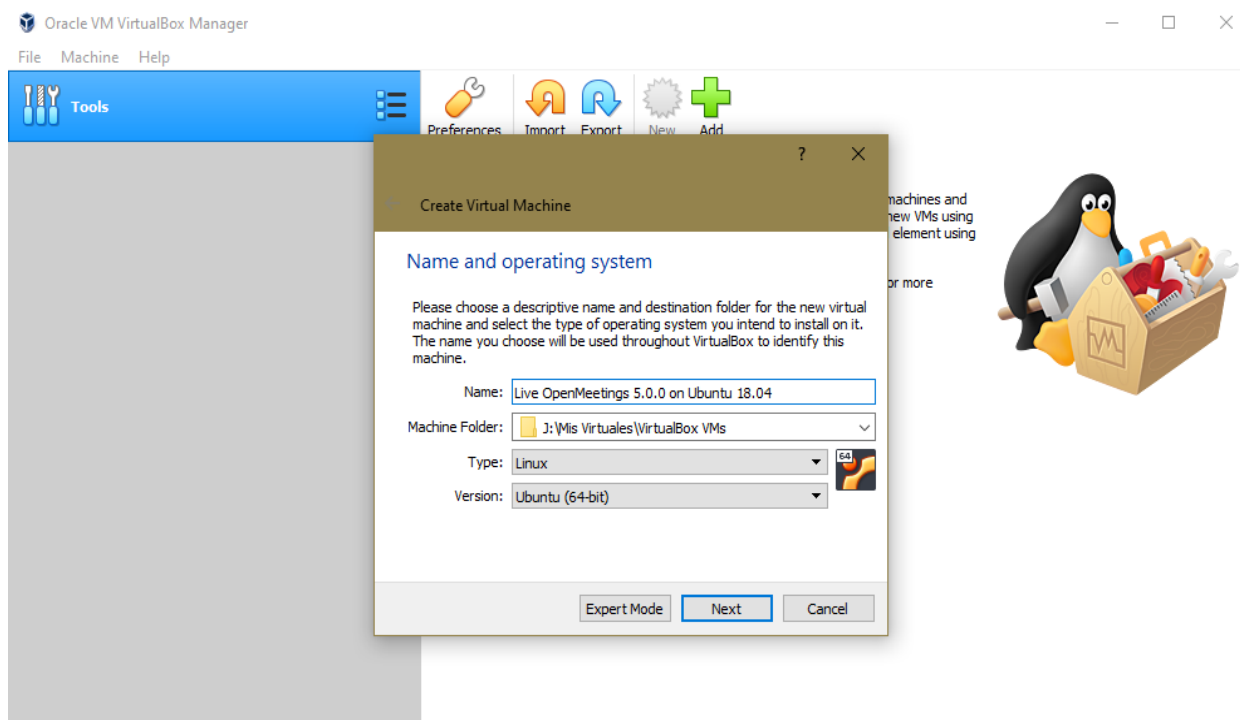 Oracle VM VirtualBox Manager
File Machine Help
Tools
Preferences Import Export New Add
? 
Create Virtual Machine
machines and
new VMs using
element using
or more
Name and operating system
Please choose a descriptive name and destination folder for the new virtual
machine and select the type of operating system you intend to install on it.
The name you choose will be used throughout VirtualBox to identify this
machine.
Name: Live OpenMeetings 5.0.0 on Ubuntu 18.04
Machine Folder: J:\Mis Virtuales\VirtualBox VMs
Type: Linux
64
Version: Ubuntu (64-bit)
Expert Mode Next Cancel